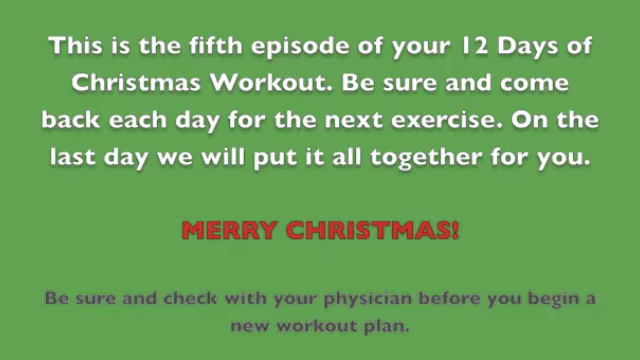 This is the fifth episode of your 12 Days of
Christmas Workout. Be sure and come
back each day for the next exercise. On the
last day we will put it all together for you.
MERRY CHRISTMAS!
Be sure and check with your physician before you begin a
new workout plan.